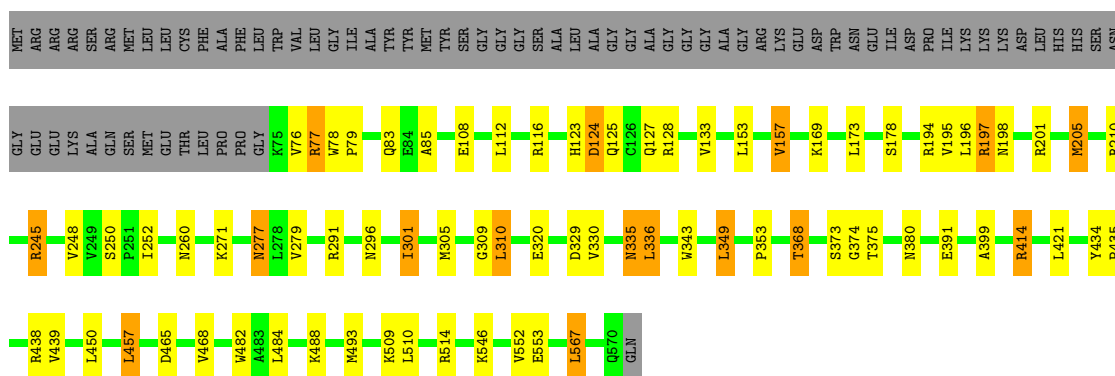 MET ARG ARG ARG SER ARG MET LEU LEU CYS PHE ALA PHE LEU TRP VAL LEU GLY ILE ALA TYR TYR MET TYR SER GLY GLY GLY SER ALA LEU ALA GLY GLY ALA GLY GLY GLY ALA GLY ARG LYS GLU ASP TRP ASN GLU ILE ASP PRO ILE LYS LYS LYS ASP LEU HIS HIS SER ASN
GLY GLU GLU LYS ALA GLN SER MET GLU THR LEU PRO PRO GLY K75 V76 R77 W78 P79 Q83 E84 A85 E108 L112 R116 H123 D124 Q125 C126 Q127 R128 V133 L153 V157 K169 L173 S178 R194 V195 L196 R197 N198 R201 M205
R245 V248 V249 S250 P251 I252 N260 K271 N277 L278 V279 R291 N296 I301 M305 G309 L310 E320 D329 V330 N335 L336 W343 L349 P353 T368 S373 G374 T375 N380 E391 A399 R414 L421 Y434
R438 V439 L450 L457 D465 V468 W482 A483 L484 K488 M493 K509 L510 R514 K546 V552 E553 L567 Q570 GLN